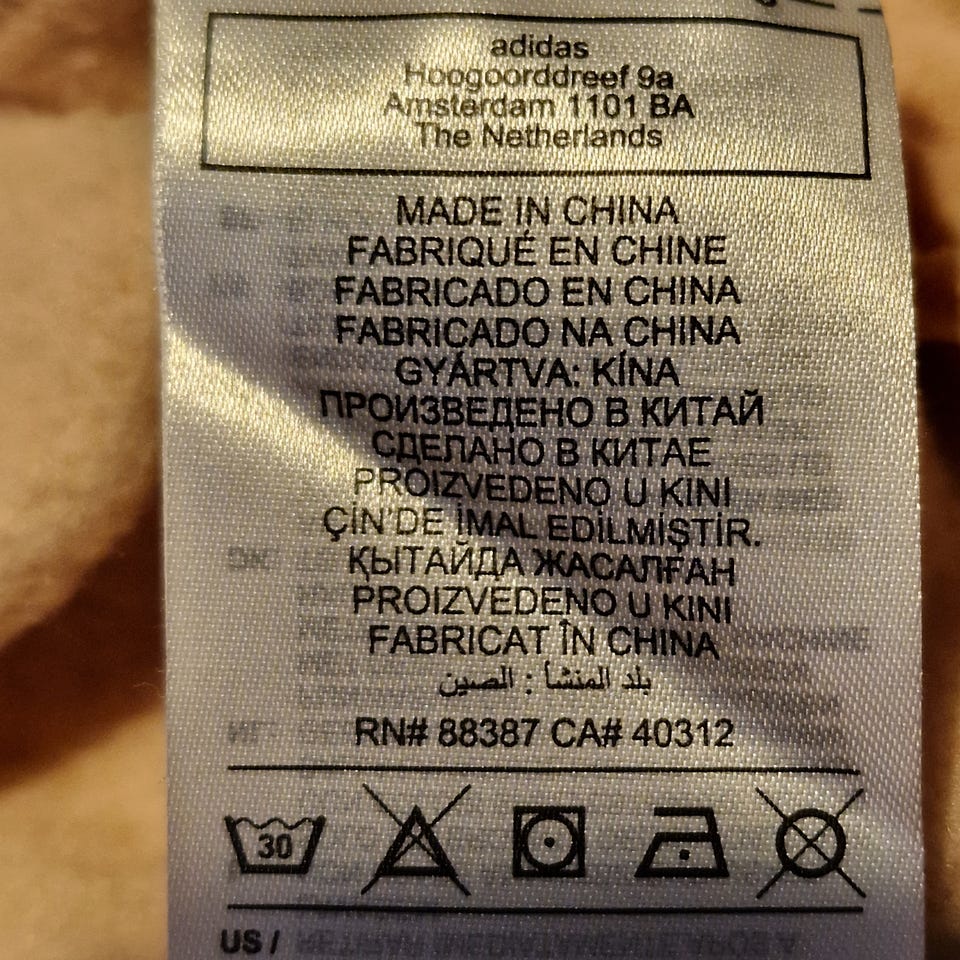 adidas
Hoogoorddreef 9a
Amsterdam 1101 BA
The Netherlands
MADE IN CHINA
FABRIQUÉ EN CHINE
FABRICADO EN CHINA
FABRICADO NA CHINA
GYÁRTVA: KÍNA
ПРОИЗВЕДЕНО В КИТАЙ
СДЕЛАНО В КИТАЕ
PROIZVEDENO U KINI
ÇİN'DE İMAL EDİLMİŞTİR.
ҚЫТАЙДА ЖАСАЛҒАН
PROIZVEDENO U KINI
FABRICAT ÎN CHINA
بلد المنشأ : الصين
RN# 88387 CA# 40312
30
US /